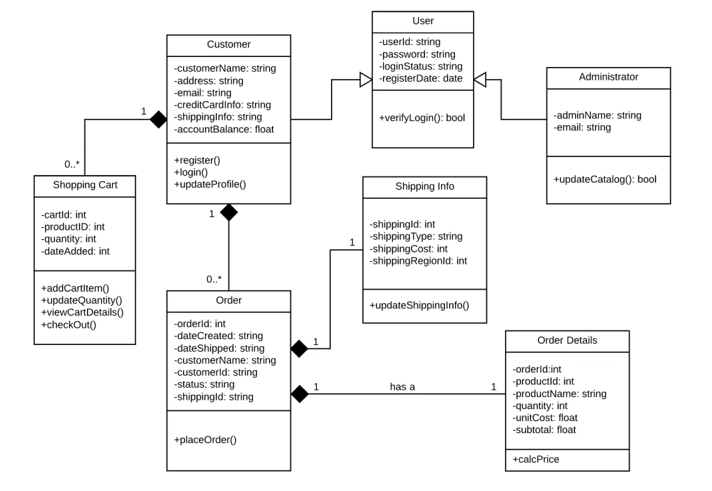 User
-userId: string
-password: string
-loginStatus: string
-registerDate: date
+verifyLogin(): bool
Customer
-customerName: string
-address: string
-email: string
-creditCardInfo: string
-shippingInfo: string
-accountBalance: float
+register()
+login()
+updateProfile()
Administrator
-adminName: string
-email: string
+updateCatalog(): bool
1
0..*
Shopping Cart
-cartId: int
-productID: int
-quantity: int
-dateAdded: int
+addCartItem()
+updateQuantity()
+viewCartDetails()
+checkOut()
1
0..*
Shipping Info
-shippingId: int
-shippingType: string
-shippingCost: int
-shippingRegionId: int
+updateShippingInfo()
1
1
Order
-orderId: int
-dateCreated: string
-dateShipped: string
-customerName: string
-customerId: string
-status: string
-shippingId: string
+placeOrder()
1
has a
1
Order Details
-orderId:int
-productId: int
-productName: string
-quantity: int
-unitCost: float
-subtotal: float
+calcPrice